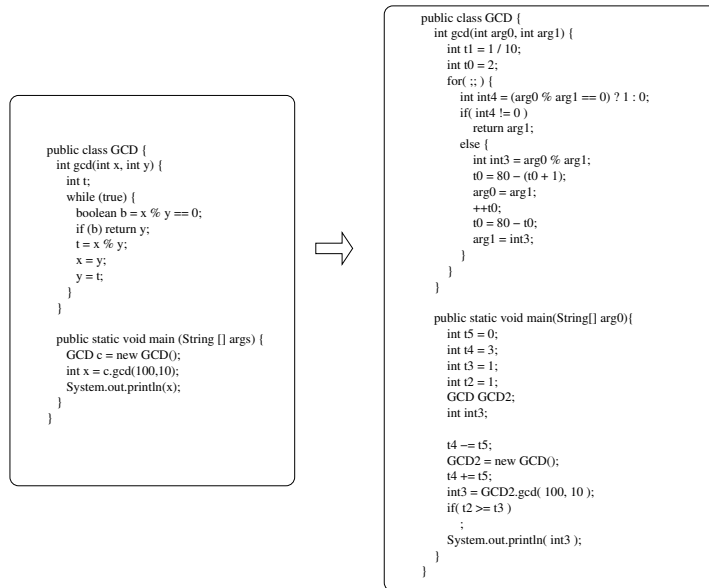 public class GCD {
int gcd(int x, int y) {
int t;
while (true) {
boolean b = x % y == 0;
if (b) return y;
t = x % y;
x = y;
y = t;
}
}
public static void main (String [] args) {
GCD c = new GCD();
int x = c.gcd(100,10);
System.out.println(x);
}
}
public class GCD {
int gcd(int arg0, int arg1) {
int t1 = 1 / 10;
int t0 = 2;
for( ;; ) {
int int4 = (arg0 % arg1 == 0) ? 1 : 0;
if( int4 != 0 )
return arg1;
else {
int int3 = arg0 % arg1;
t0 = 80 − (t0 + 1);
arg0 = arg1;
++t0;
t0 = 80 − t0;
arg1 = int3;
}
}
}
public static void main(String[] arg0){
int t5 = 0;
int t4 = 3;
int t3 = 1;
int t2 = 1;
GCD GCD2;
int int3;
t4 −= t5;
GCD2 = new GCD();
t4 += t5;
int3 = GCD2.gcd( 100, 10 );
if( t2 >= t3 )
;
System.out.println( int3 );
}
}